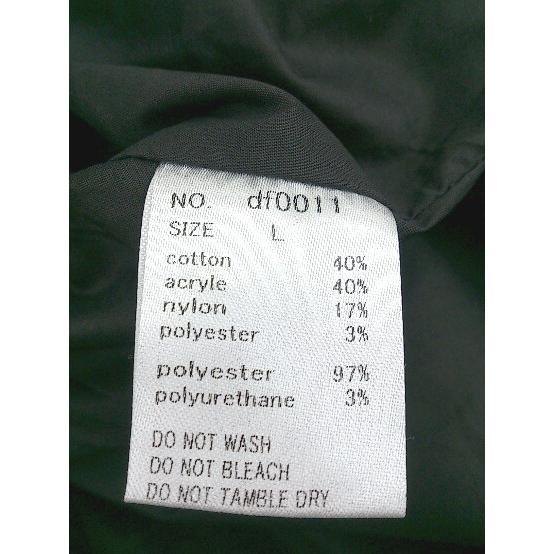 NO. df0011
SIZE L
cotton 40%
acryle 40%
nylon 17%
polyester 3%
polyester 97%
polyurethane 3%
DO NOT WASH
DO NOT BLEACH
DO NOT TAMBLE DRY